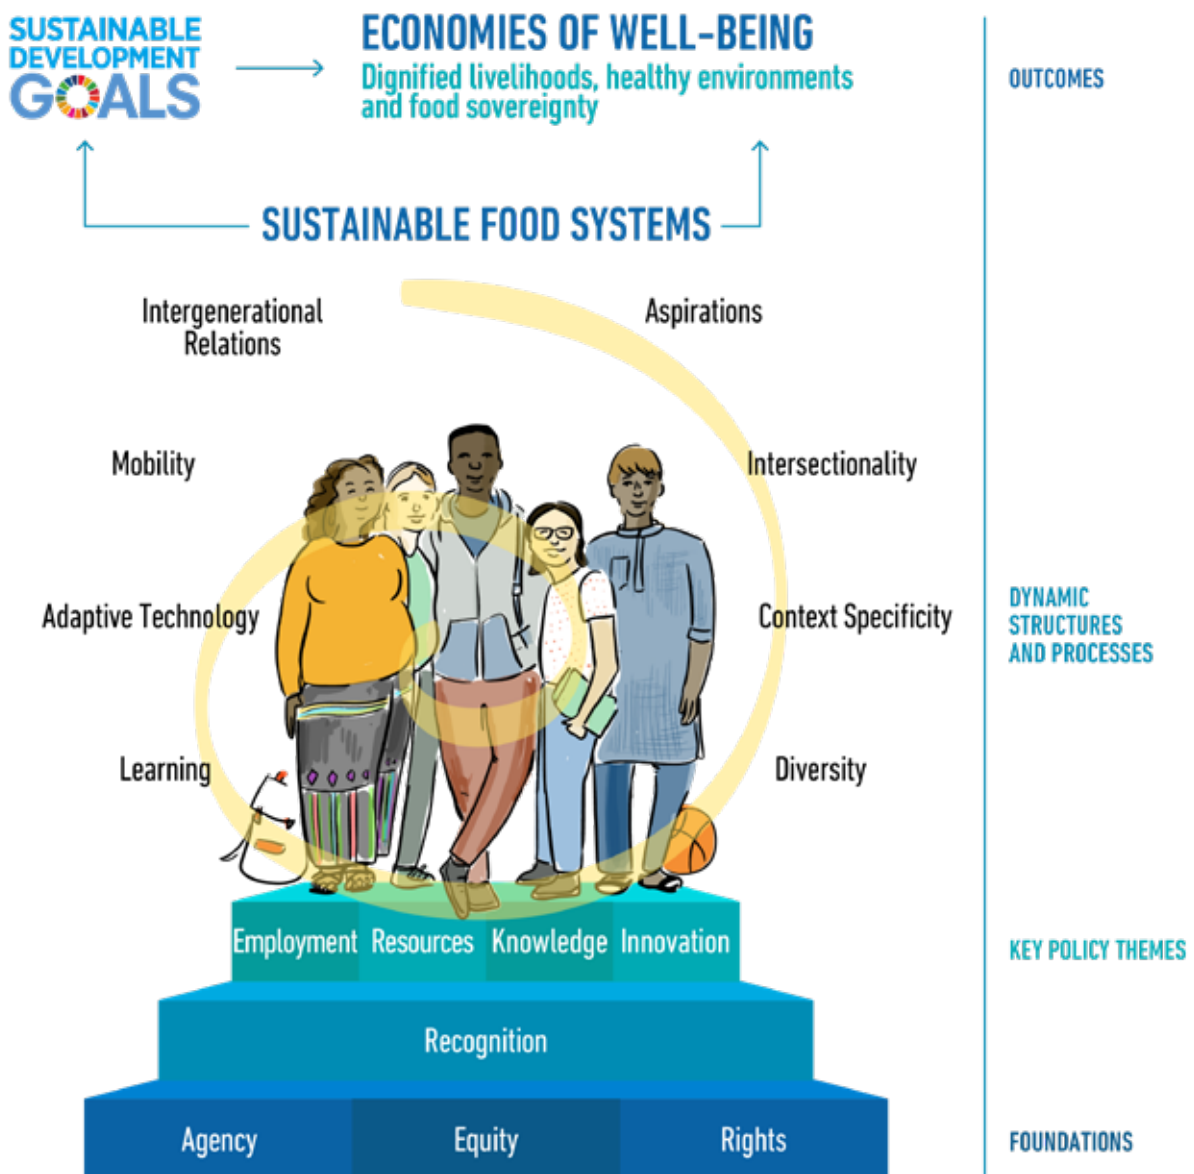 SUSTAINABLE
DEVELOPMENT
GOALS
ECONOMIES OF WELL-BEING
Dignified livelihoods, healthy environments
and food sovereignty
OUTCOMES
SUSTAINABLE FOOD SYSTEMS
Intergenerational
Relations
Aspirations
Mobility
Intersectionality
Adaptive Technology
Context Specificity
DYNAMIC
STRUCTURES
AND PROCESSES
Learning
Diversity
Employment
Resources
Knowledge
Innovation
KEY POLICY THEMES
Recognition
Agency
Equity
Rights
FOUNDATIONS